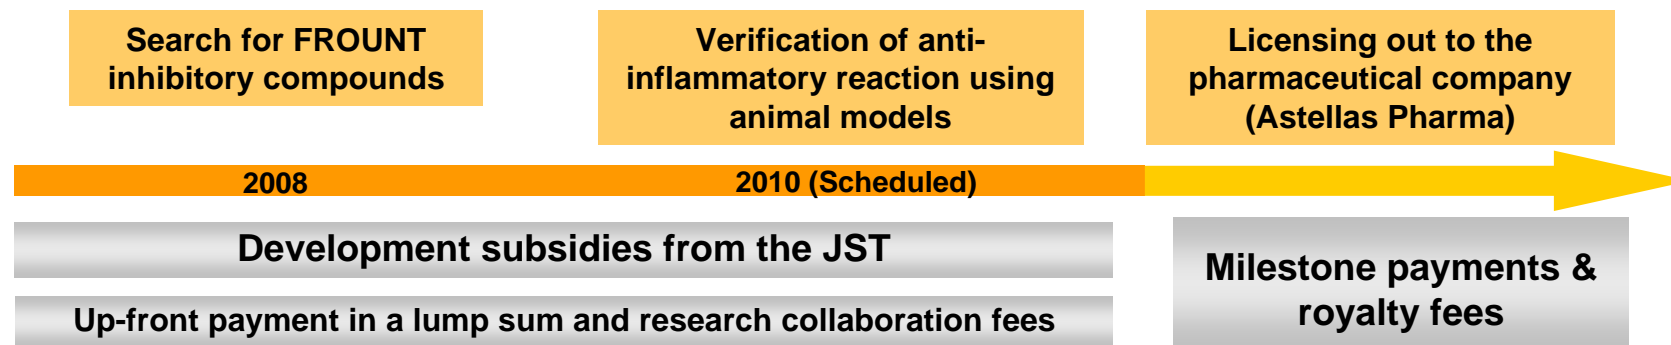 Search for FROUNT
inhibitory compounds
Verification of anti-
inflammatory reaction using
animal models
Licensing out to the
pharmaceutical company
(Astellas Pharma)
2008
2010 (Scheduled)
Development subsidies from the JST
Up-front payment in a lump sum and research collaboration fees
Milestone payments &
royalty fees